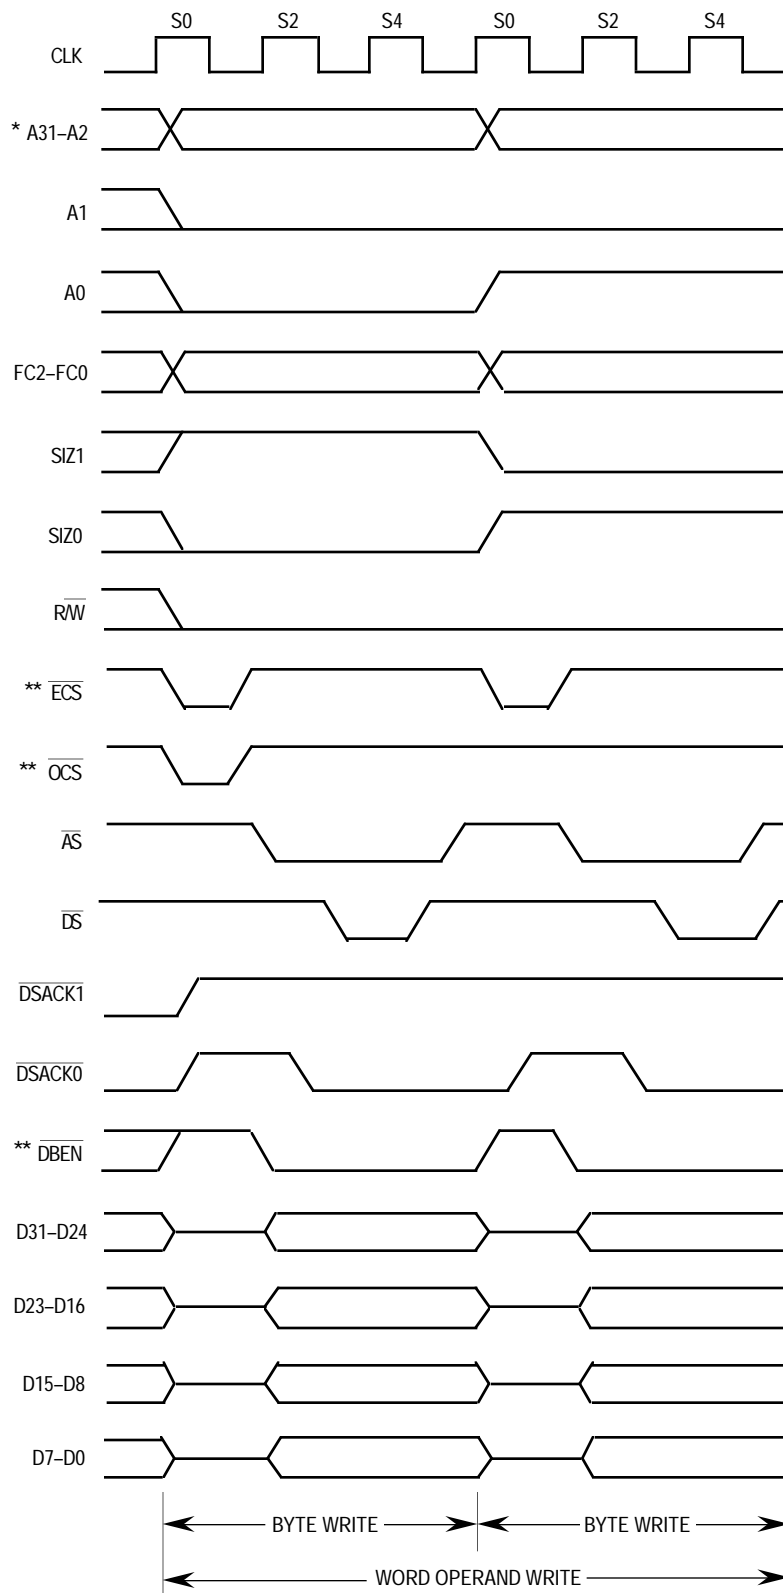 S0 S2 S4 S0 S2 S4
CLK
* A31–A2
A1
A0
FC2–FC0
SIZ1
SIZ0
R/W
** ECS
** OCS
AS
DS
DSACK1
DSACK0
** DBEN
D31–D24
D23–D16
D15–D8
D7–D0
BYTE WRITE BYTE WRITE
WORD OPERAND WRITE